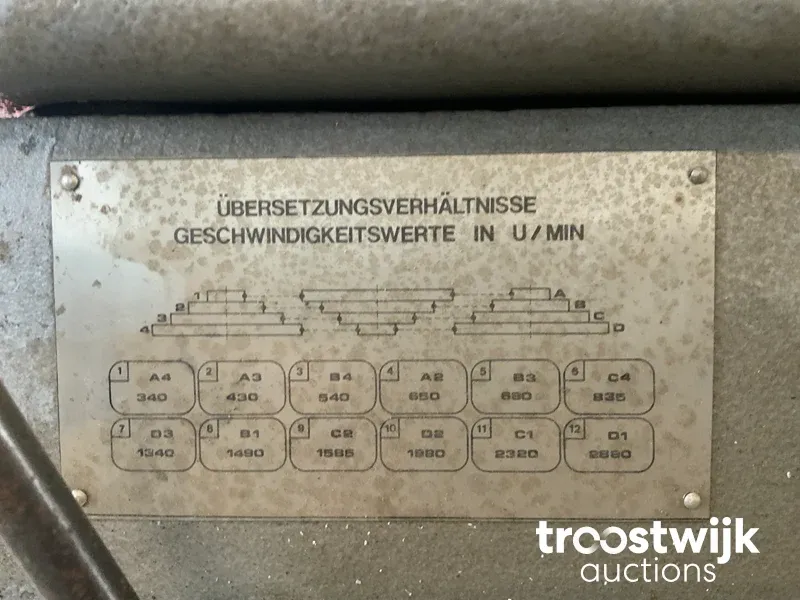 ÜBERSETZUNGSVERHÄLTNISSE
GESCHWINDIGKEITSWERTE IN U/MIN
1 A
2 B
3 C
4 D
1 2 3 4 5 6
A4 A3 B4 A2 B3 C4
340 430 540 650 680 835
7 8 9 10 11 12
D3 B1 C2 D2 C1 D1
1340 1490 1565 1980 2320
troostwijk
auctions